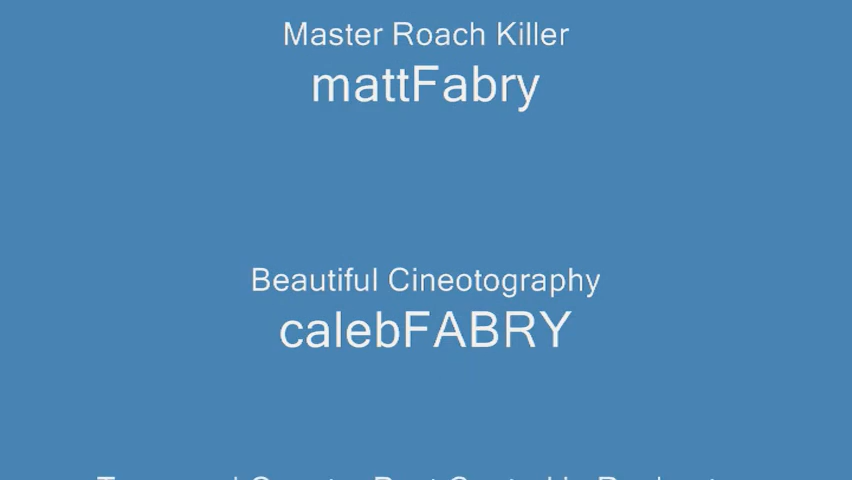 Master Roach Killer
mattFabry
Beautiful Cineotography
calebFABRY